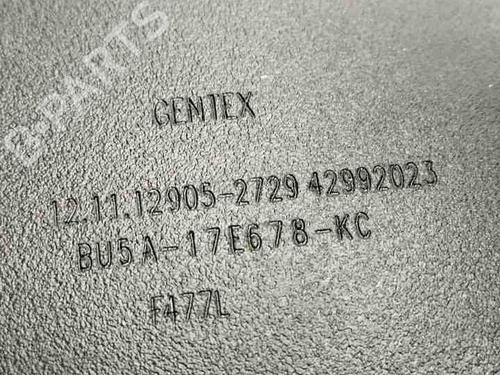 B-PARTS
GENTEX
12.11.12905-2729 42992023
BU5A-17E678-KC
F477L